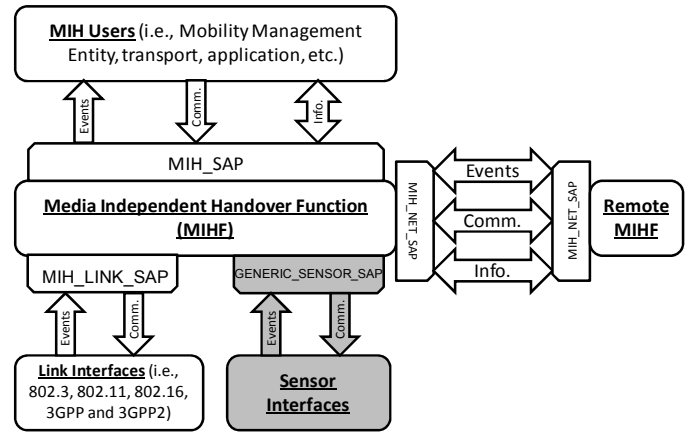 MIH Users (i.e., Mobility Management
Entity, transport, application, etc.)
Events
Comm.
Info.
MIH_SAP
Media Independent Handover Function
(MIHF)
MIH_NET_SAP
Events
Comm.
Info.
MIH_NET_SAP
Remote
MIHF
MIH_LINK_SAP
GENERIC_SENSOR_SAP
Events
Comm.
Events
Comm.
Link Interfaces (i.e.,
802.3, 802.11, 802.16,
3GPP and 3GPP2)
Sensor
Interfaces